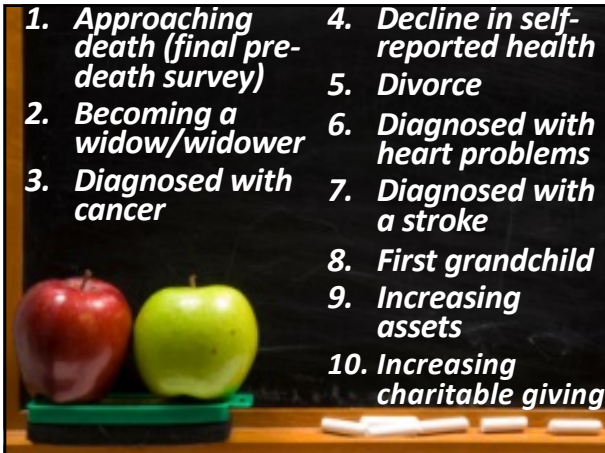 1. Approaching
death (final pre-
death survey)
2. Becoming a
widow/widower
3. Diagnosed with
cancer
4. Decline in self-
reported health
5. Divorce
6. Diagnosed with
heart problems
7. Diagnosed with
a stroke
8. First grandchild
9. Increasing
assets
10. Increasing
charitable giving